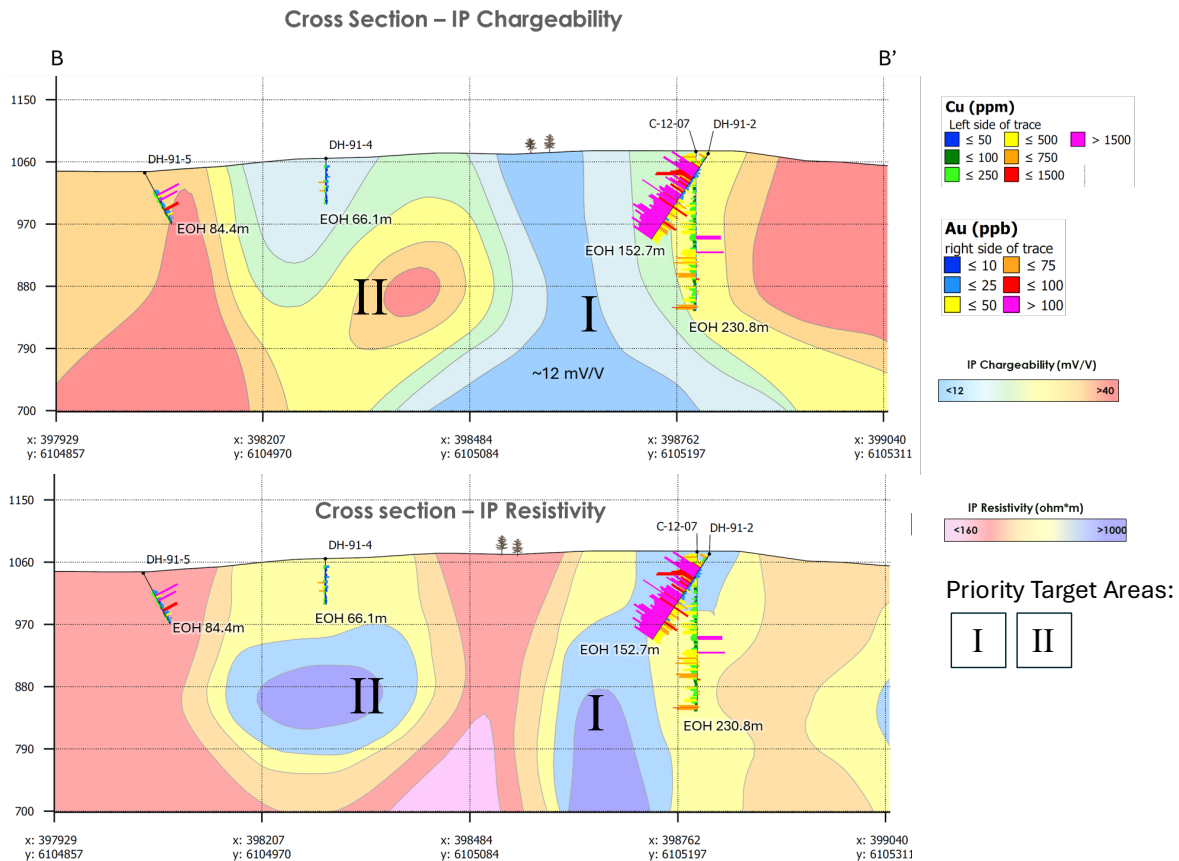 Cross Section – IP Chargeability
B
B'
1150
1060
970
880
790
700
DH-91-5
DH-91-4
C-12-07
DH-91-2
EOH 84.4m
EOH 66.1m
EOH 152.7m
EOH 230.8m
II
I
~12 mV/V
x: 397929
y: 6104857
x: 398207
y: 6104970
x: 398484
y: 6105084
x: 398762
y: 6105197
x: 399040
y: 6105311
Cu (ppm)
Left side of trace
≤ 50
≤ 500
> 1500
≤ 100
≤ 750
≤ 250
≤ 1500
Au (ppb)
right side of trace
≤ 10
≤ 75
≤ 25
≤ 100
≤ 50
> 100
IP Chargeability (mV/V)
<12
>40
Cross section – IP Resistivity
1150
1060
970
880
790
700
DH-91-5
DH-91-4
C-12-07
DH-91-2
EOH 84.4m
EOH 66.1m
EOH 152.7m
EOH 230.8m
II
I
x: 397929
y: 6104857
x: 398207
y: 6104970
x: 398484
y: 6105084
x: 398762
y: 6105197
x: 399040
y: 6105311
IP Resistivity (ohm*m)
<160
>1000
Priority Target Areas:
I
II